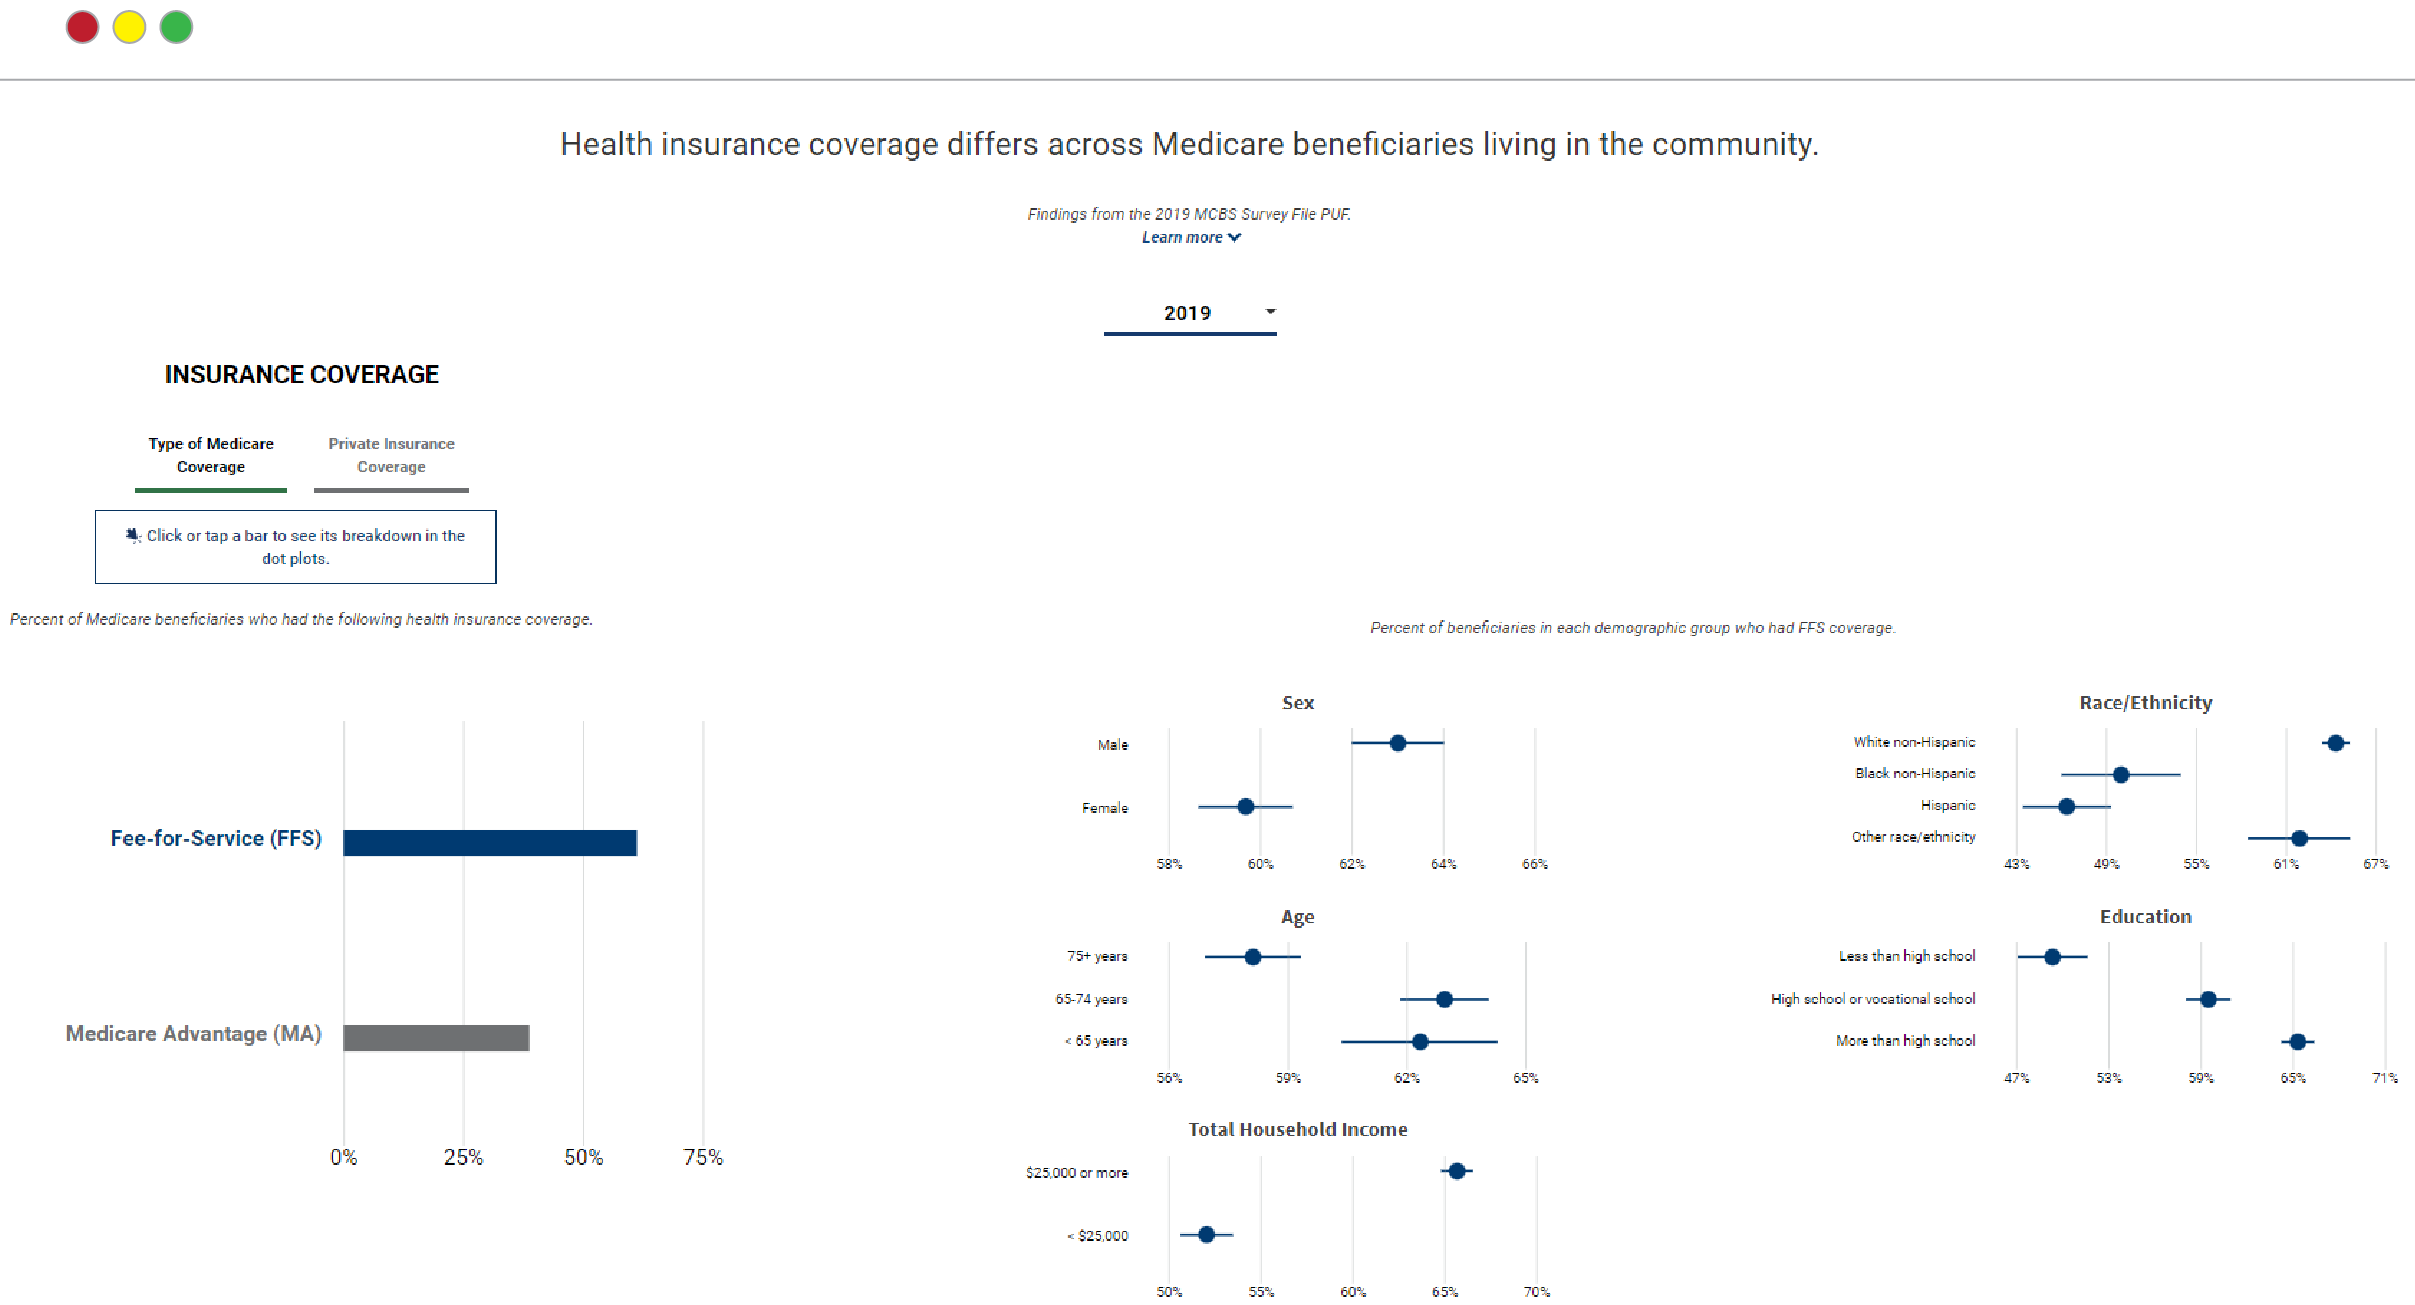 Health insurance coverage differs across Medicare beneficiaries living in the community.
Findings from the 2019 MCBS Survey File PUF.
Learn more
2019
INSURANCE COVERAGE
Type of Medicare
Coverage
Private Insurance
Coverage
Click or tap a bar to see its breakdown in the
dot plots.
Percent of Medicare beneficiaries who had the following health insurance coverage.
Fee-for-Service (FFS)
Medicare Advantage (MA)
0% 25% 50% 75%
Percent of beneficiaries in each demographic group who had FFS coverage.
Sex
Male
Female
58% 60% 62% 64% 66%
Race/Ethnicity
White non-Hispanic
Black non-Hispanic
Hispanic
Other race/ethnicity
43% 49% 55% 61% 67%
Age
75+ years
65-74 years
< 65 years
56% 59% 62% 65%
Education
Less than high school
High school or vocational school
More than high school
47% 53% 59% 65% 71%
Total Household Income
$25,000 or more
< $25,000
50% 55% 60% 65% 70%